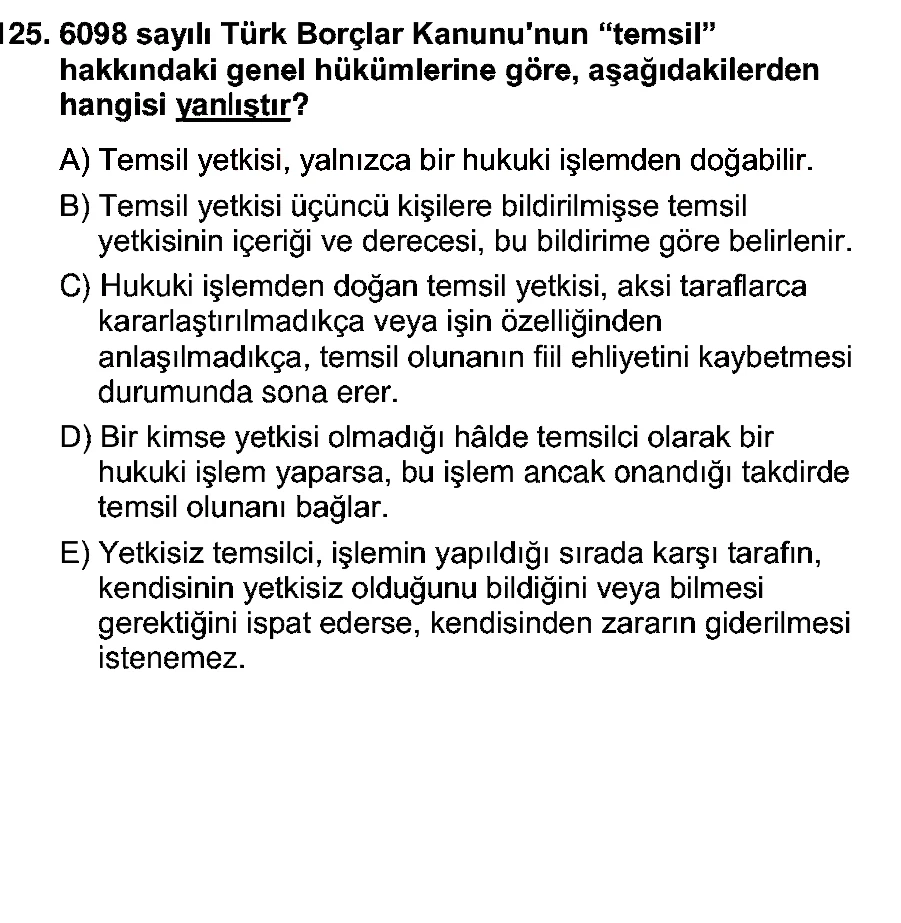 125. 6098 sayılı Türk Borçlar Kanunu'nun “temsil”
hakkındaki genel hükümlerine göre, aşağıdakilerden
hangisi yanlıştır?
A) Temsil yetkisi, yalnızca bir hukuki işlemden doğabilir.
B) Temsil yetkisi üçüncü kişilere bildirilmişse temsil
yetkisinin içeriği ve derecesi, bu bildirime göre belirlenir.
C) Hukuki işlemden doğan temsil yetkisi, aksi taraflarca
kararlaştırılmadıkça veya işin özelliğinden
anlaşılmadıkça, temsil olunanın fiil ehliyetini kaybetmesi
durumunda sona erer.
D) Bir kimse yetkisi olmadığı hâlde temsilci olarak bir
hukuki işlem yaparsa, bu işlem ancak onandığı takdirde
temsil olunanı bağlar.
E) Yetkisiz temsilci, işlemin yapıldığı sırada karşı tarafın,
kendisinin yetkisiz olduğunu bildiğini veya bilmesi
gerektiğini ispat ederse, kendisinden zararın giderilmesi
istenemez.